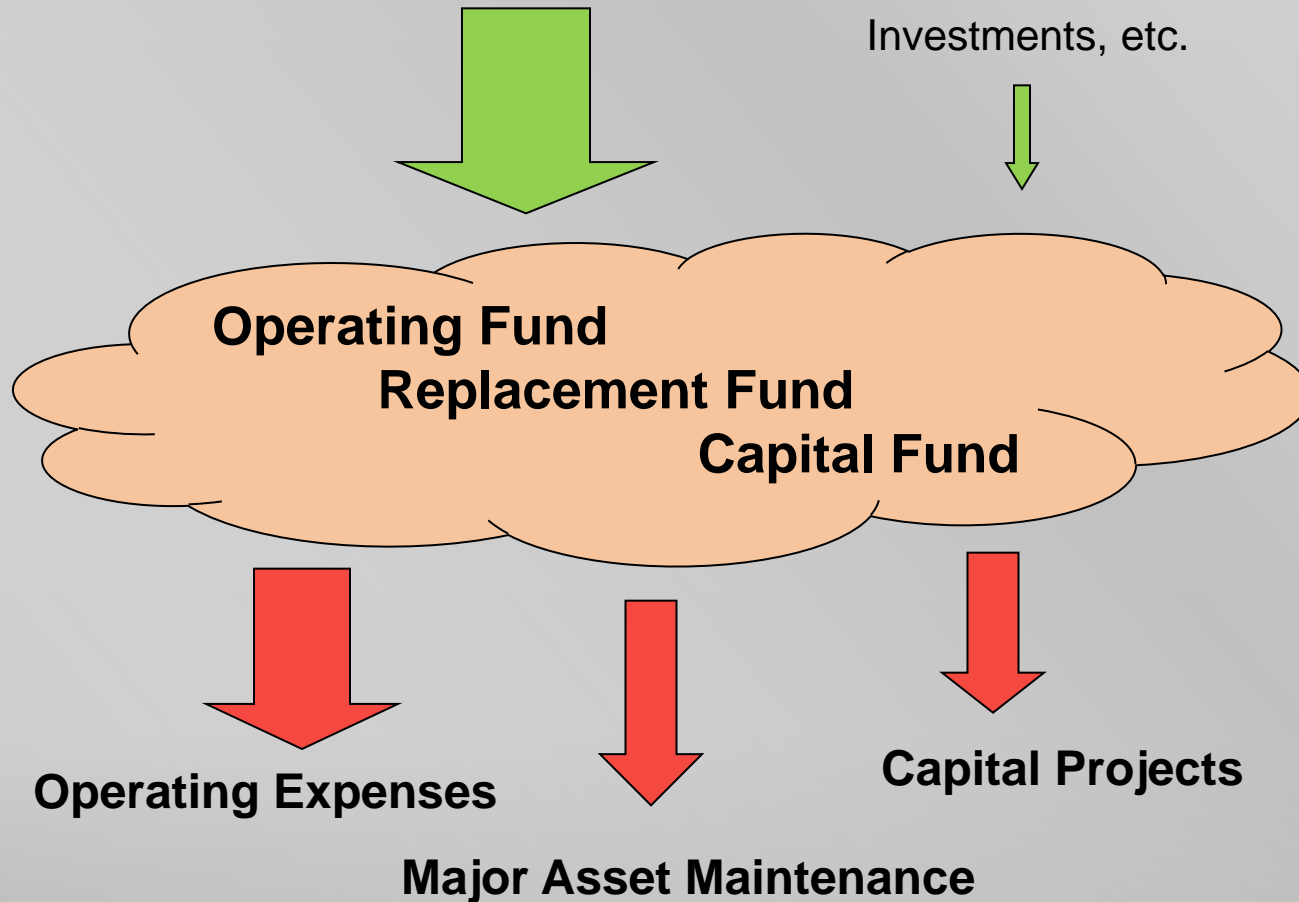 Investments, etc.
Operating Fund
Replacement Fund
Capital Fund
Operating Expenses
Capital Projects
Major Asset Maintenance